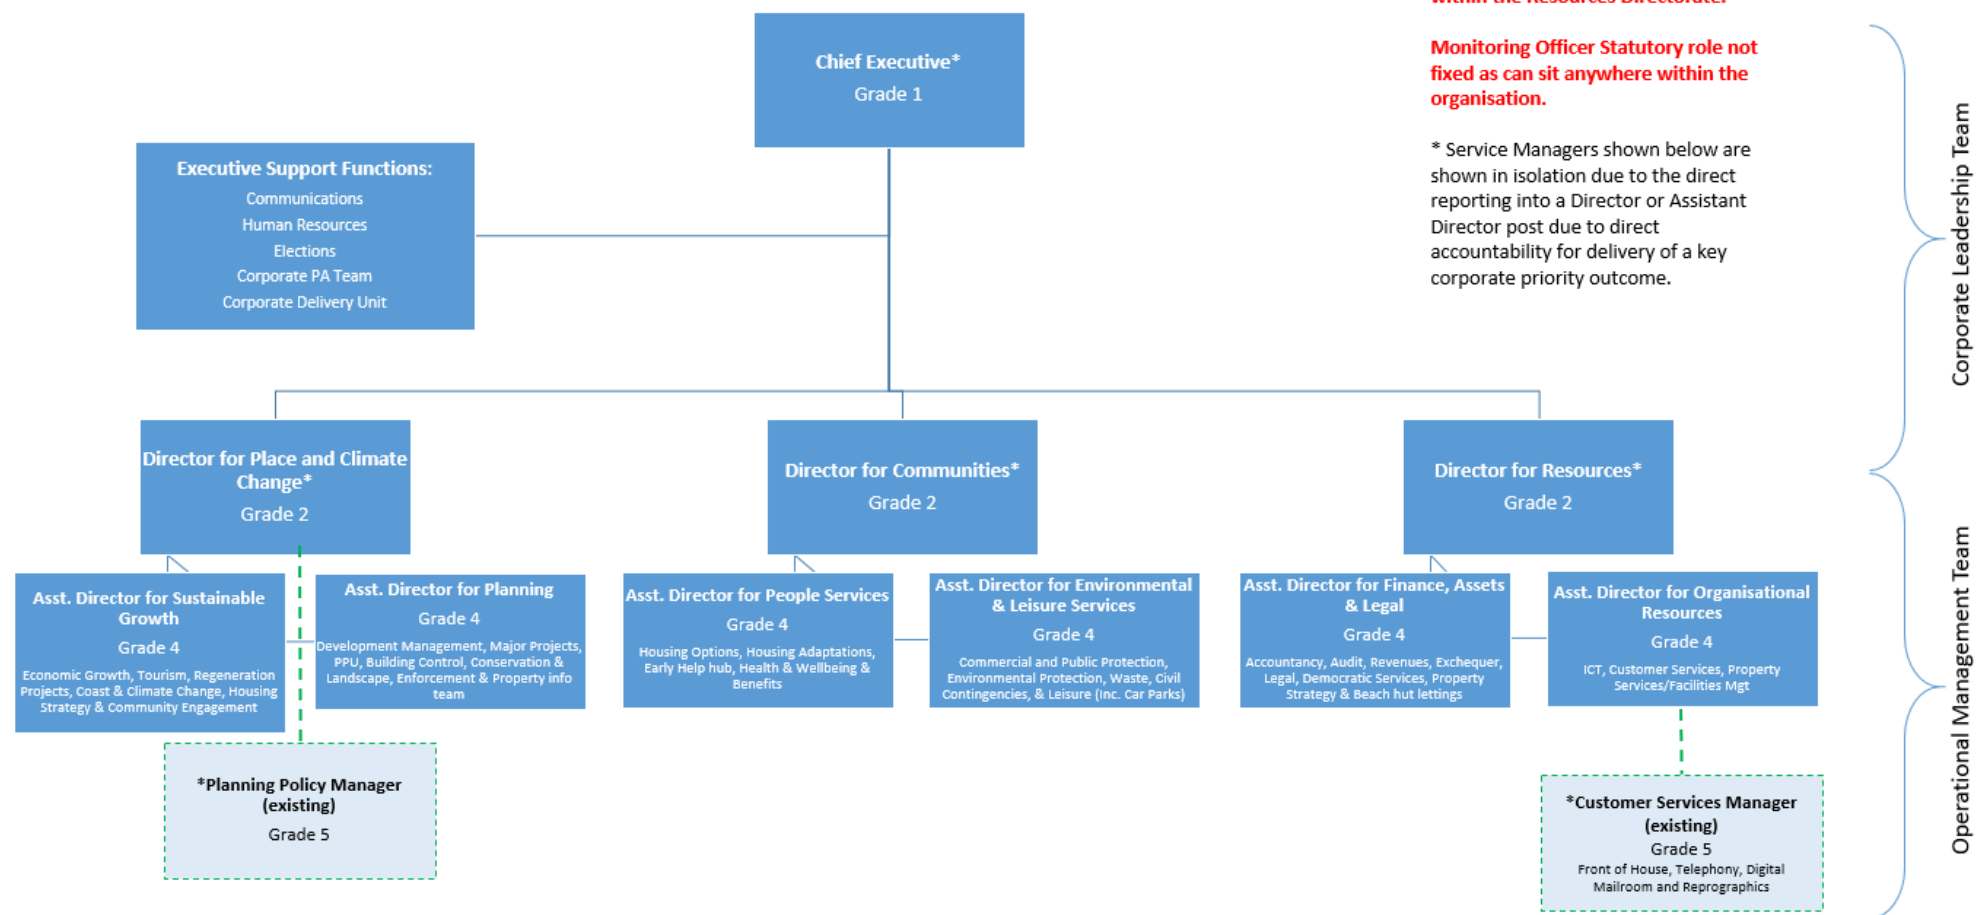 within the Resources Directorate.
Monitoring Officer Statutory role not
fixed as can sit anywhere within the
organisation.
* Service Managers shown below are
shown in isolation due to the direct
reporting into a Director or Assistant
Director post due to direct
accountability for delivery of a key
corporate priority outcome.
Chief Executive*
Grade 1
Executive Support Functions:
Communications
Human Resources
Elections
Corporate PA Team
Corporate Delivery Unit
Corporate Leadership Team
Director for Place and Climate
Change*
Grade 2
Director for Communities*
Grade 2
Director for Resources*
Grade 2
Asst. Director for Sustainable
Growth
Grade 4
Economic Growth, Tourism, Regeneration
Projects, Coast & Climate Change, Housing
Strategy & Community Engagement
Asst. Director for Planning
Grade 4
Development Management, Major Projects,
PPU, Building Control, Conservation &
Landscape, Enforcement & Property info
team
Asst. Director for People Services
Grade 4
Housing Options, Housing Adaptations,
Early Help hub, Health & Wellbeing &
Benefits
Asst. Director for Environmental
& Leisure Services
Grade 4
Commercial and Public Protection,
Environmental Protection, Waste, Civil
Contingencies, & Leisure (Inc. Car Parks)
Asst. Director for Finance, Assets
& Legal
Grade 4
Accountancy, Audit, Revenues, Exchequer,
Legal, Democratic Services, Property
Strategy & Beach hut lettings
Asst. Director for Organisational
Resources
Grade 4
ICT, Customer Services, Property
Services/Facilities Mgt
Operational Management Team
*Planning Policy Manager
(existing)
Grade 5
*Customer Services Manager
(existing)
Grade 5
Front of House, Telephony, Digital
Mailroom and Reprographics